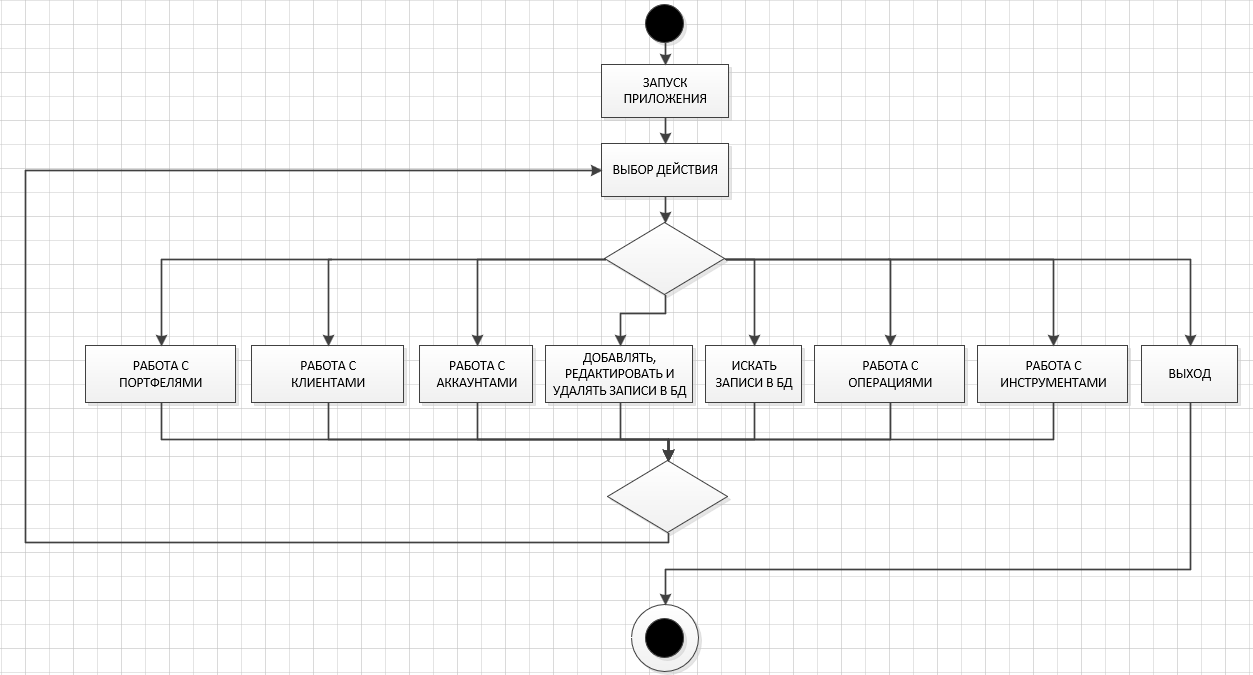 ЗАПУСК
ПРИЛОЖЕНИЯ
ВЫБОР ДЕЙСТВИЯ
РАБОТА С
ПОРТФЕЛЯМИ
РАБОТА С
КЛИЕНТАМИ
РАБОТА С
АККАУНТАМИ
ДОБАВЛЯТЬ,
РЕДАКТИРОВАТЬ И
УДАЛЯТЬ ЗАПИСИ В БД
ИСКАТЬ
ЗАПИСИ В БД
РАБОТА С
ОПЕРАЦИЯМИ
РАБОТА С
ИНСТРУМЕНТАМИ
ВЫХОД